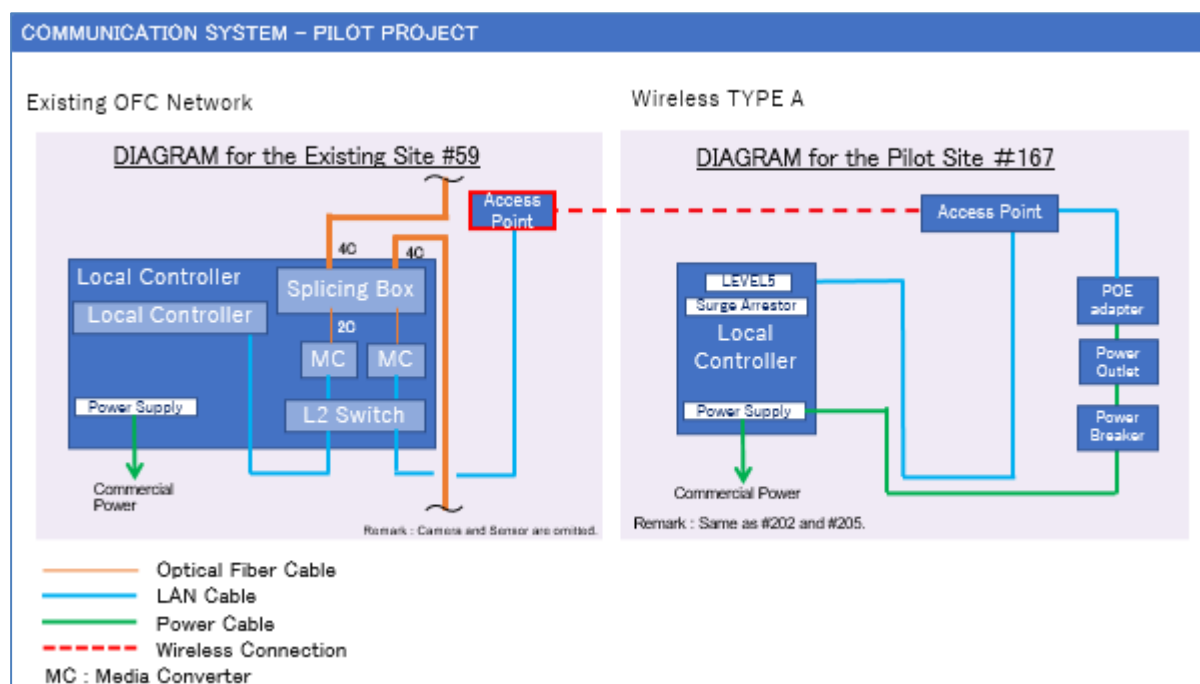 COMMUNICATION SYSTEM – PILOT PROJECT
Existing OFC Network
Wireless TYPE A
DIAGRAM for the Existing Site #59
Access
Point
4C
4C
Local Controller
Splicing Box
Local Controller
2C
MC
MC
L2 Switch
Power Supply
Commercial
Power
Remark : Camera and Sensor are omitted.
DIAGRAM for the Pilot Site #167
Access Point
LEVEL5
Surge Arrestor
Local
Controller
Power Supply
POE
adapter
Power
Outlet
Power
Breaker
Commercial Power
Remark : Same as #202 and #205.
Optical Fiber Cable
LAN Cable
Power Cable
Wireless Connection
MC : Media Converter